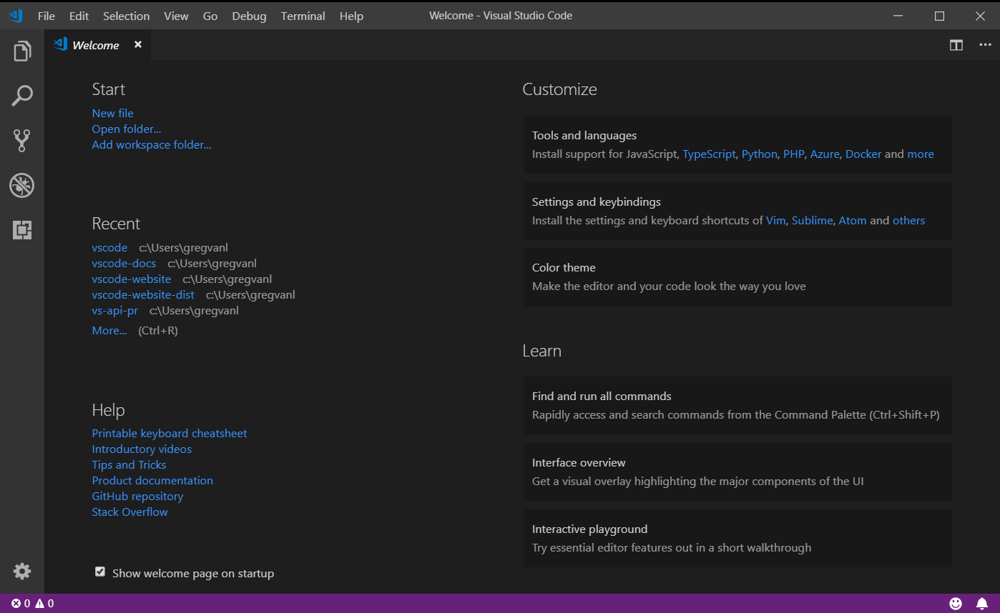 File Edit Selection View Go Debug Terminal Help Welcome - Visual Studio Code
Welcome
Start
New file
Open folder...
Add workspace folder...
Recent
vscode c:\Users\gregvanl
vscode-docs c:\Users\gregvanl
vscode-website c:\Users\gregvanl
vscode-website-dist c:\Users\gregvanl
vs-api-pr c:\Users\gregvanl
More... (Ctrl+R)
Help
Printable keyboard cheatsheet
Introductory videos
Tips and Tricks
Product documentation
GitHub repository
Stack Overflow
Show welcome page on startup
Customize
Tools and languages
Install support for JavaScript, TypeScript, Python, PHP, Azure, Docker and more
Settings and keybindings
Install the settings and keyboard shortcuts of Vim, Sublime, Atom and others
Color theme
Make the editor and your code look the way you love
Learn
Find and run all commands
Rapidly access and search commands from the Command Palette (Ctrl+Shift+P)
Interface overview
Get a visual overlay highlighting the major components of the UI
Interactive playground
Try essential editor features out in a short walkthrough
0 0